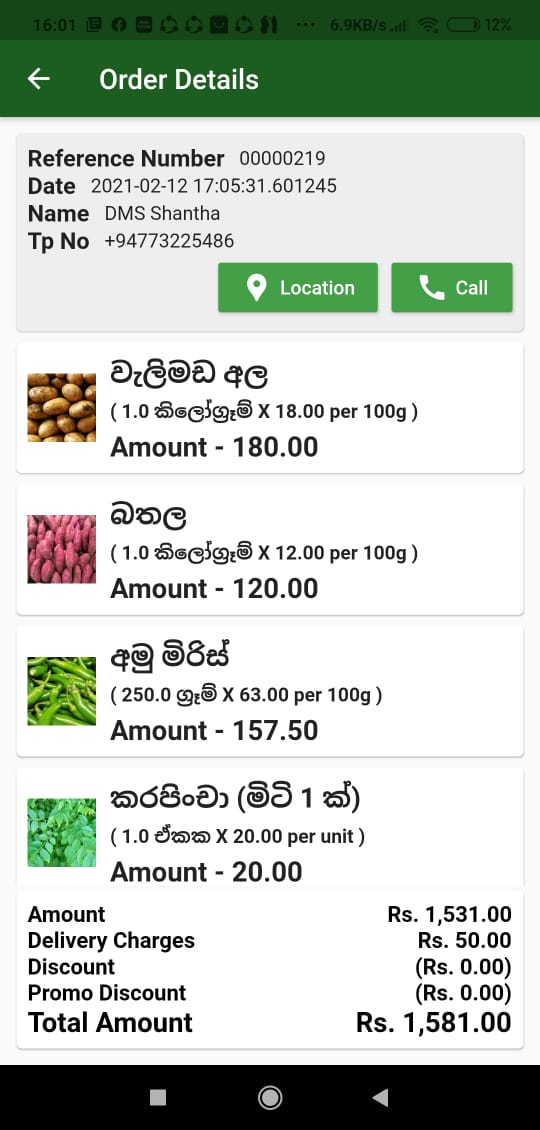 16:01 ... 6.9KB/s 12%
Order Details
Reference Number 00000219
Date 2021-02-12 17:05:31.601245
Name DMS Shantha
Tp No +94773225486
Location Call
වැලිමඩ අල
( 1.0 කිලෝග්‍රෑම් X 18.00 per 100g )
Amount - 180.00
බතල
( 1.0 කිලෝග්‍රෑම් X 12.00 per 100g )
Amount - 120.00
අමු මිරිස්
( 250.0 ග්‍රෑම් X 63.00 per 100g )
Amount - 157.50
කරපිංචා (මිටි 1 ක්)
( 1.0 ඒකක X 20.00 per unit )
Amount - 20.00
Amount Rs. 1,531.00
Delivery Charges Rs. 50.00
Discount (Rs. 0.00)
Promo Discount (Rs. 0.00)
Total Amount Rs. 1,581.00